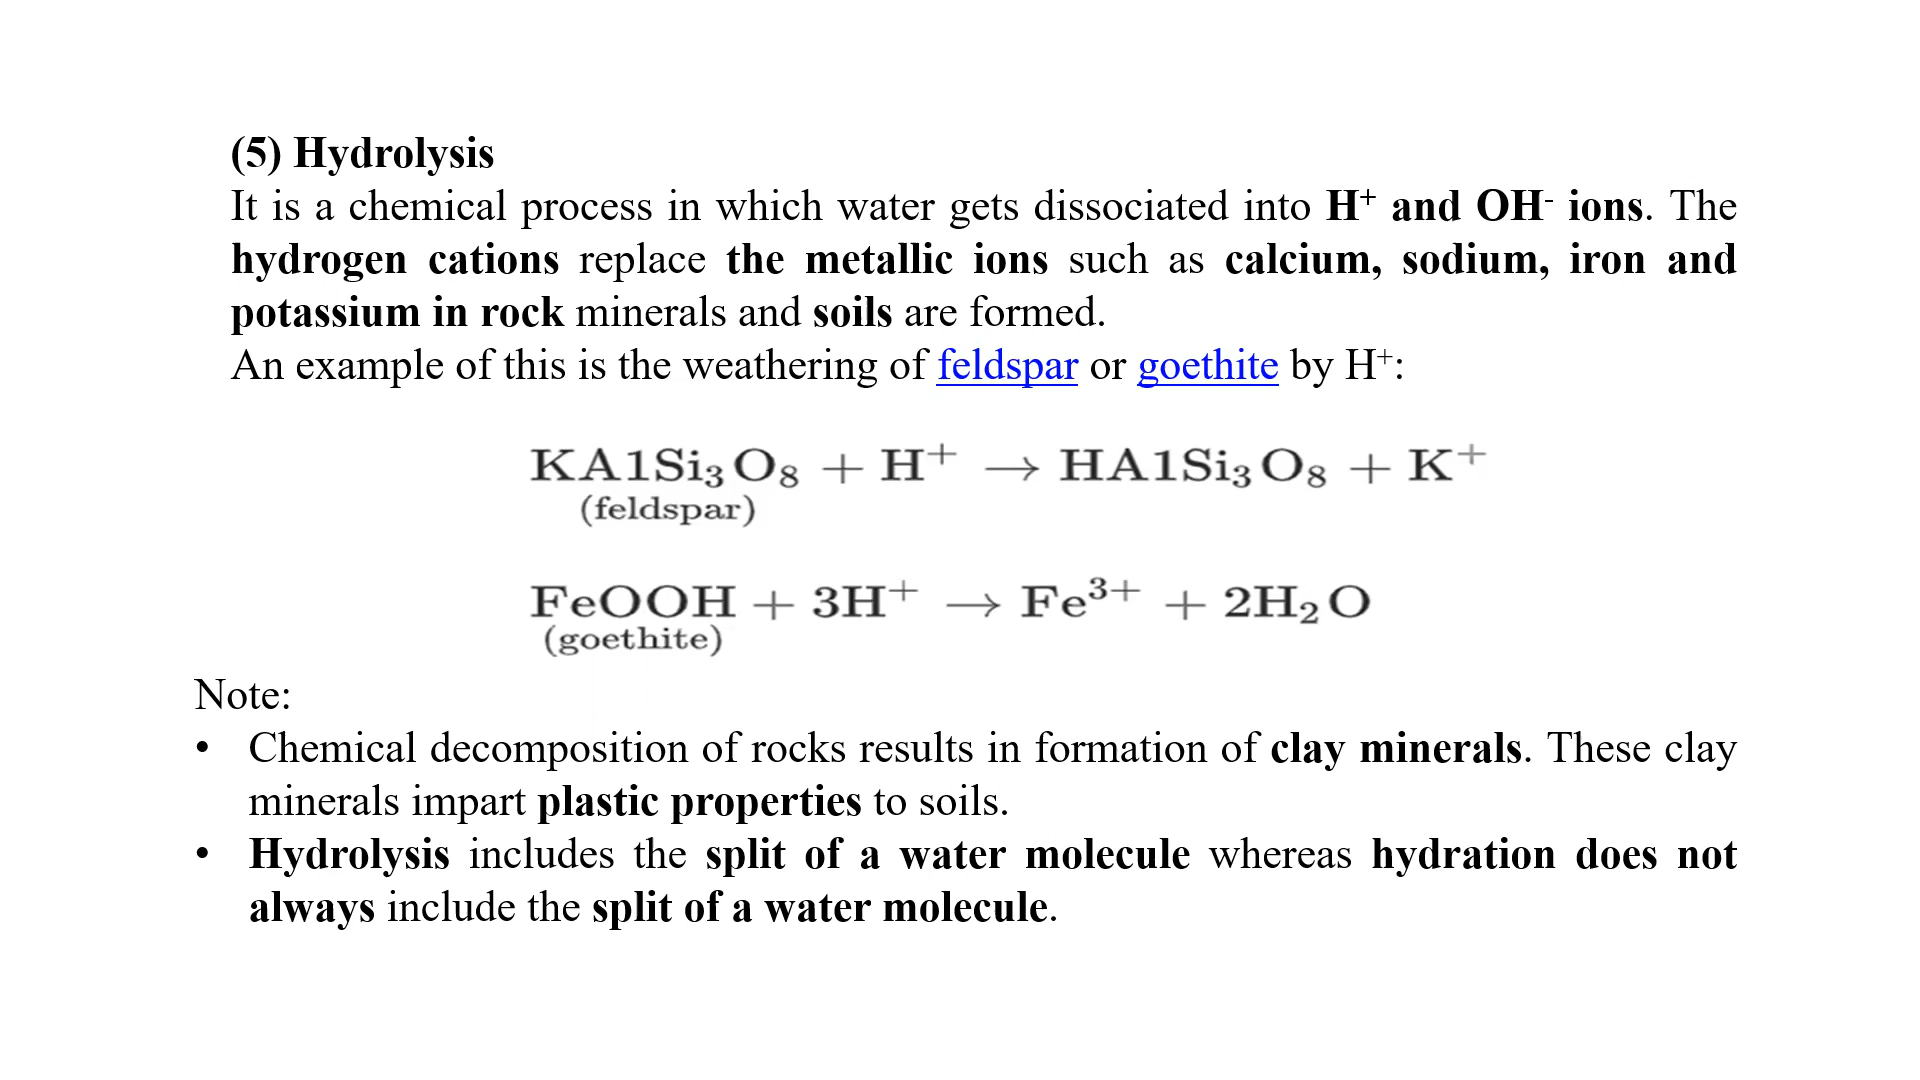 (5) Hydrolysis
It is a chemical process in which water gets dissociated into H⁺ and OH⁻ ions. The
hydrogen cations replace the metallic ions such as calcium, sodium, iron and
potassium in rock minerals and soils are formed.
An example of this is the weathering of feldspar or goethite by H⁺:
KA1Si₃O₈ + H⁺ → HA1Si₃O₈ + K⁺
(feldspar)
FeOOH + 3H⁺ → Fe³⁺ + 2H₂O
(goethite)
Note:
• Chemical decomposition of rocks results in formation of clay minerals. These clay
minerals impart plastic properties to soils.
• Hydrolysis includes the split of a water molecule whereas hydration does not
always include the split of a water molecule.